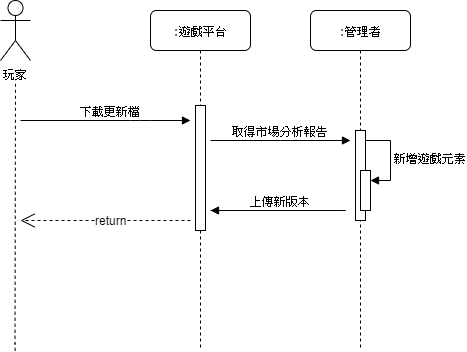 :遊戲平台
:管理者
玩家
下載更新檔
取得市場分析報告
新增遊戲元素
上傳新版本
return